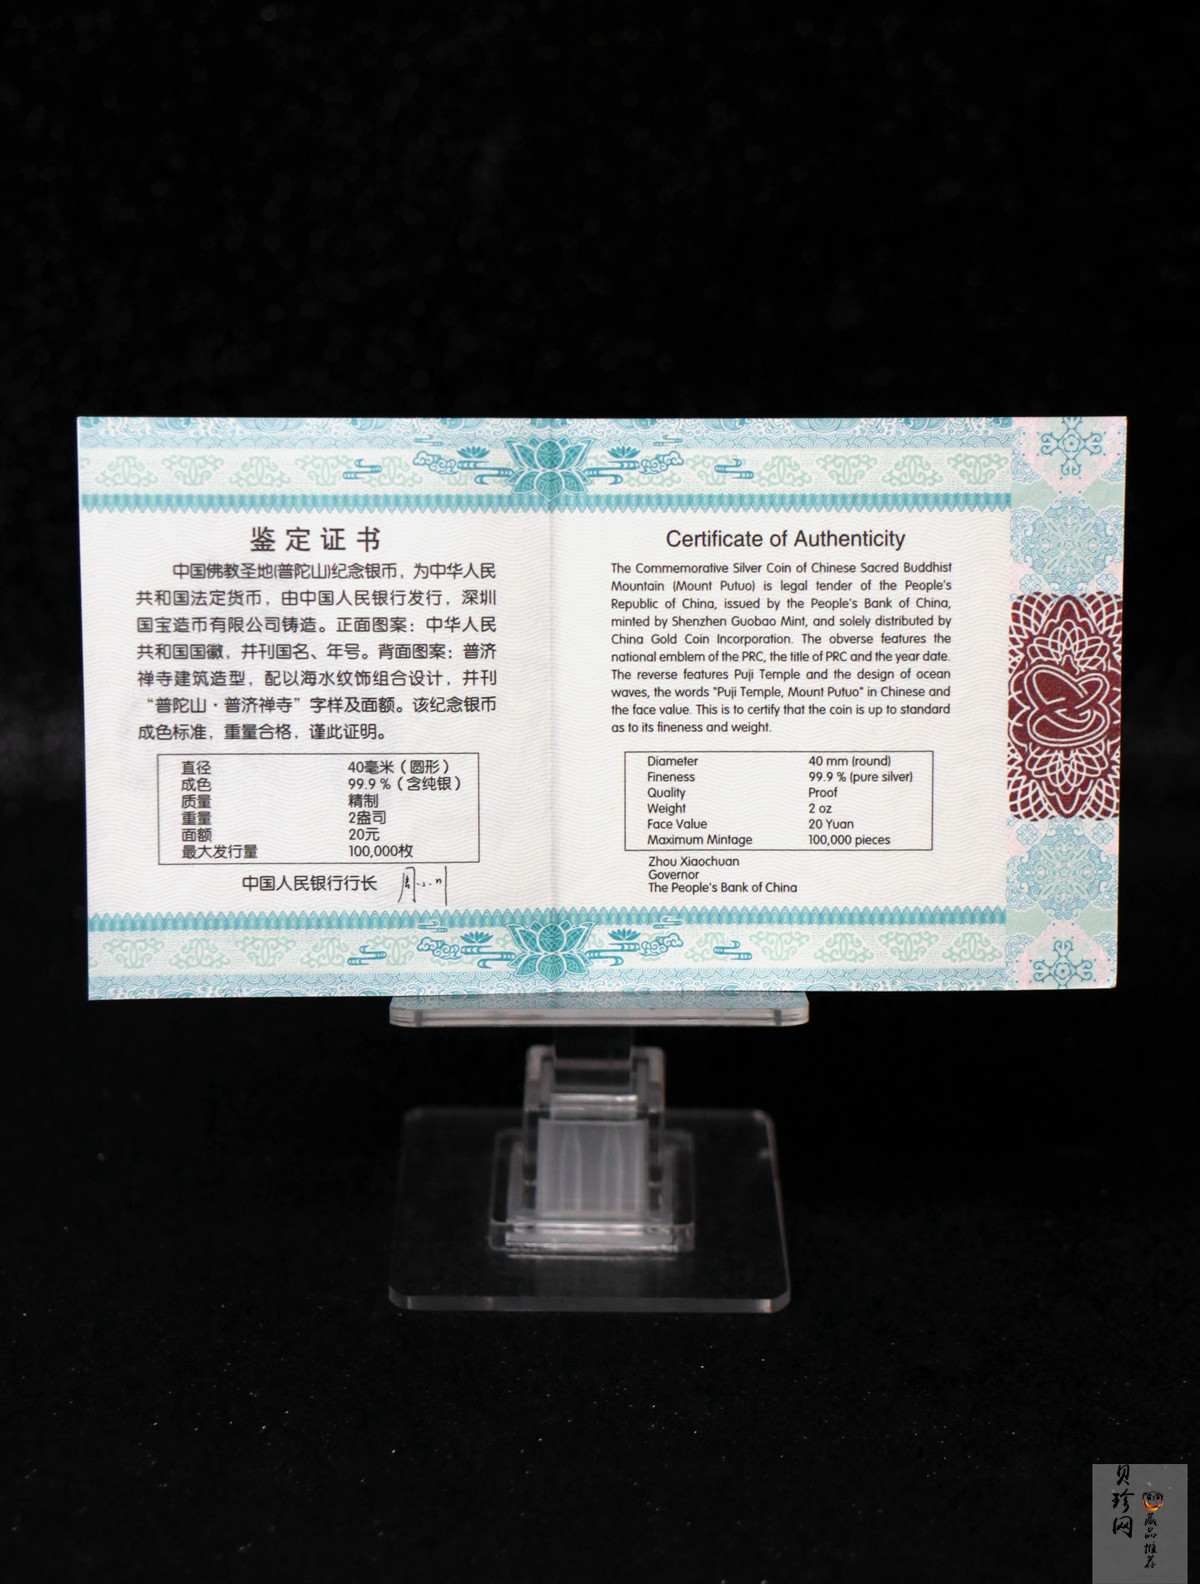 鉴定证书
中国佛教圣地(普陀山)纪念银币，为中华人民
共和国法定货币，由中国人民银行发行，深圳
国宝造币有限公司铸造。正面图案：中华人民
共和国国徽，并刊国名、年号。背面图案：普济
禅寺建筑造型，配以海水纹饰组合设计，并刊
“普陀山·普济禅寺”字样及面额。该纪念银币
成色标准，重量合格，谨此证明。
直径 40毫米（圆形）
成色 99.9％（含纯银）
质量 精制
重量 2盎司
面额 20元
最大发行量 100,000枚
中国人民银行行长
Certificate of Authenticity
The Commemorative Silver Coin of Chinese Sacred Buddhist
Mountain (Mount Putuo) is legal tender of the People's
Republic of China, issued by the People's Bank of China,
minted by Shenzhen Guobao Mint, and solely distributed by
China Gold Coin Incorporation. The obverse features the
national emblem of the PRC, the title of PRC and the year date.
The reverse features Puji Temple and the design of ocean
waves, the words "Puji Temple, Mount Putuo" in Chinese and
the face value. This is to certify that the coin is up to standard
as to its fineness and weight.
Diameter 40 mm (round)
Fineness 99.9 % (pure silver)
Quality Proof
Weight 2 oz
Face Value 20 Yuan
Maximum Mintage 100,000 pieces
Zhou Xiaochuan
Governor
The People's Bank of China
贝珍网
藏品推荐